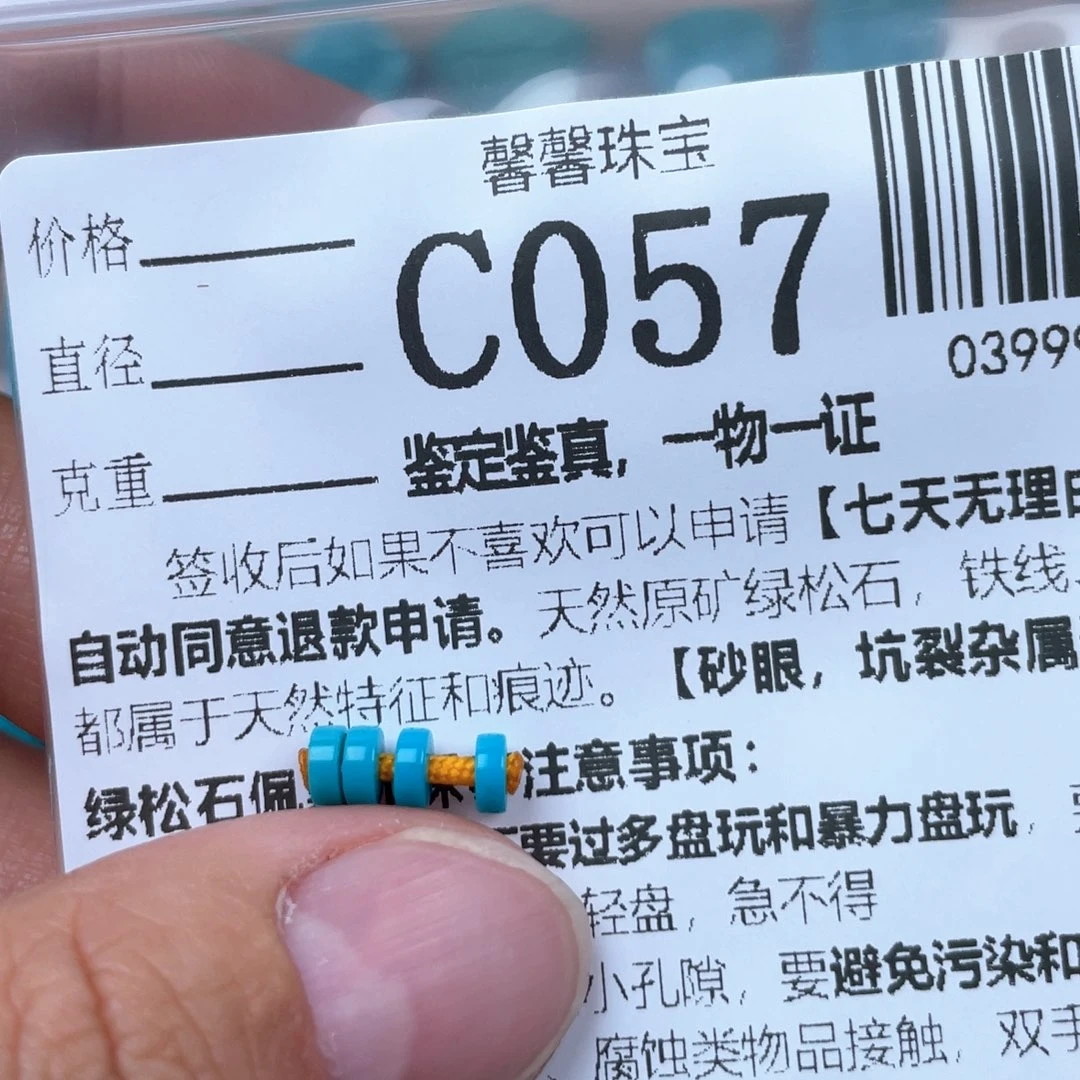 馨馨珠宝
价格
C057
直径
03999
克重
鉴定鉴真，一物一证
签收后如果不喜欢可以申请【七天无理由
自动同意退款申请。天然原矿绿松石，铁线、
都属于天然特征和痕迹。【砂眼，坑裂杂属
绿松石佩 注意事项：
要过多盘玩和暴力盘玩，要
轻盘，急不得
小孔隙，要避免污染和
腐蚀类物品接触，双手